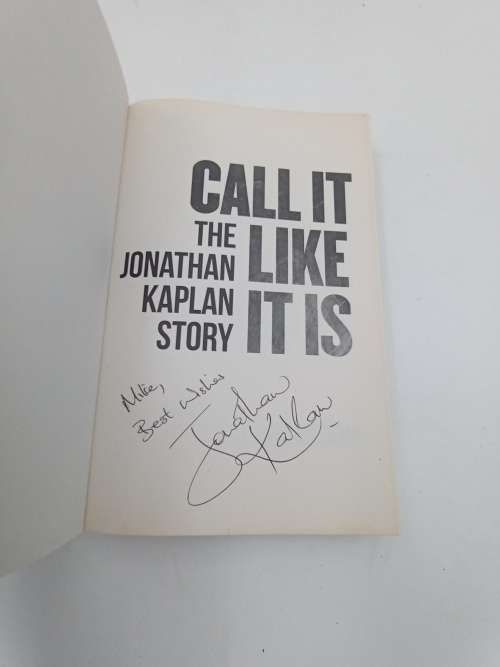 CALL IT
LIKE
IT IS
THE
JONATHAN
KAPLAN
STORY
Mike,
Best Wishes
Jonathan
Kaplan